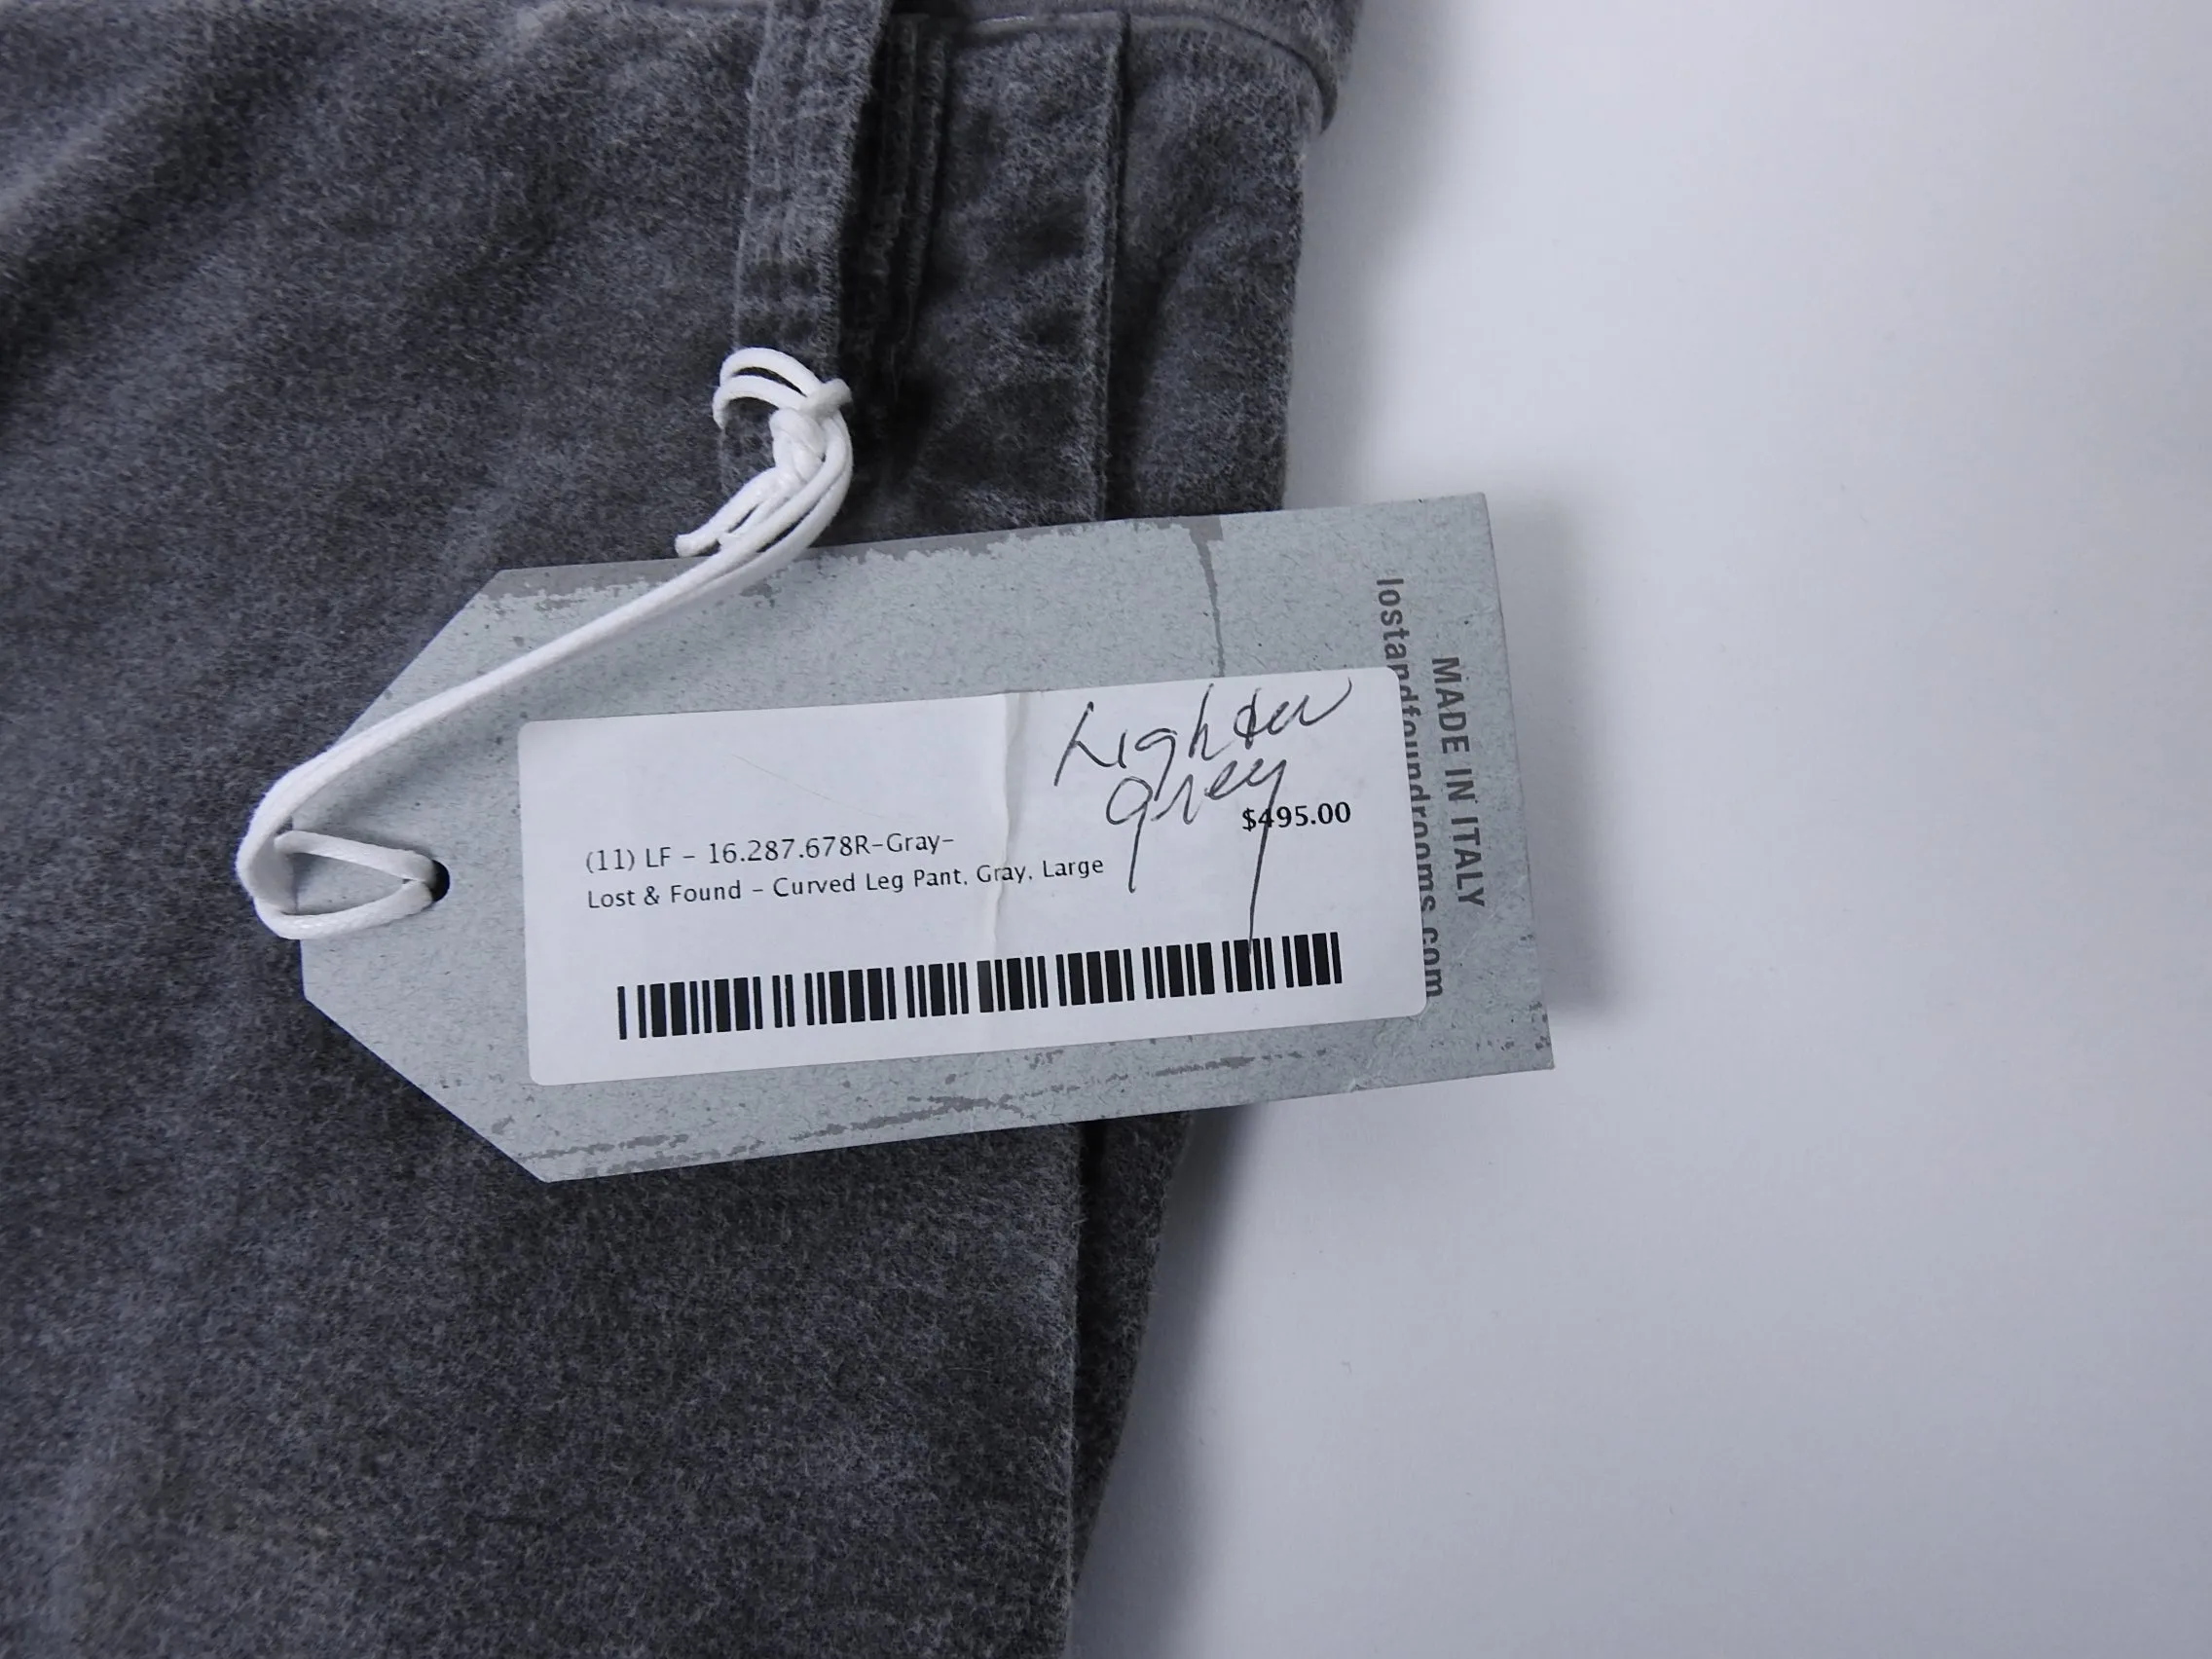 Lighter
grey
$495.00
(11) LF - 16.287.678R-Gray-
Lost & Found - Curved Leg Pant, Gray, Large
MADE IN ITALY
lostandfoundrooms.com